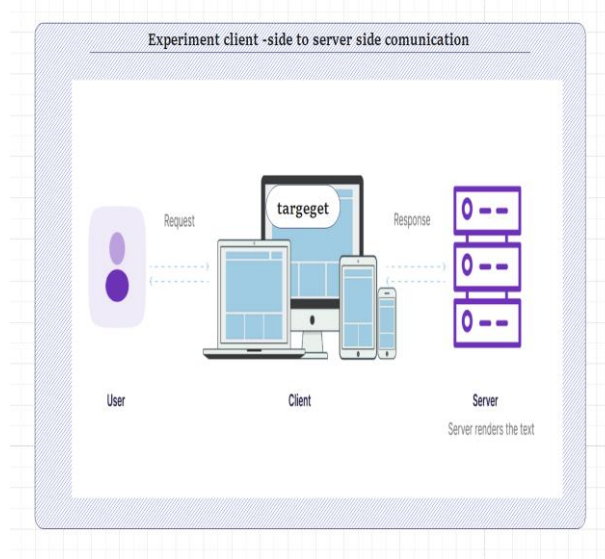 Experiment client -side to server side comunication
targeget
Request
Response
User
Client
Server
Server renders the text